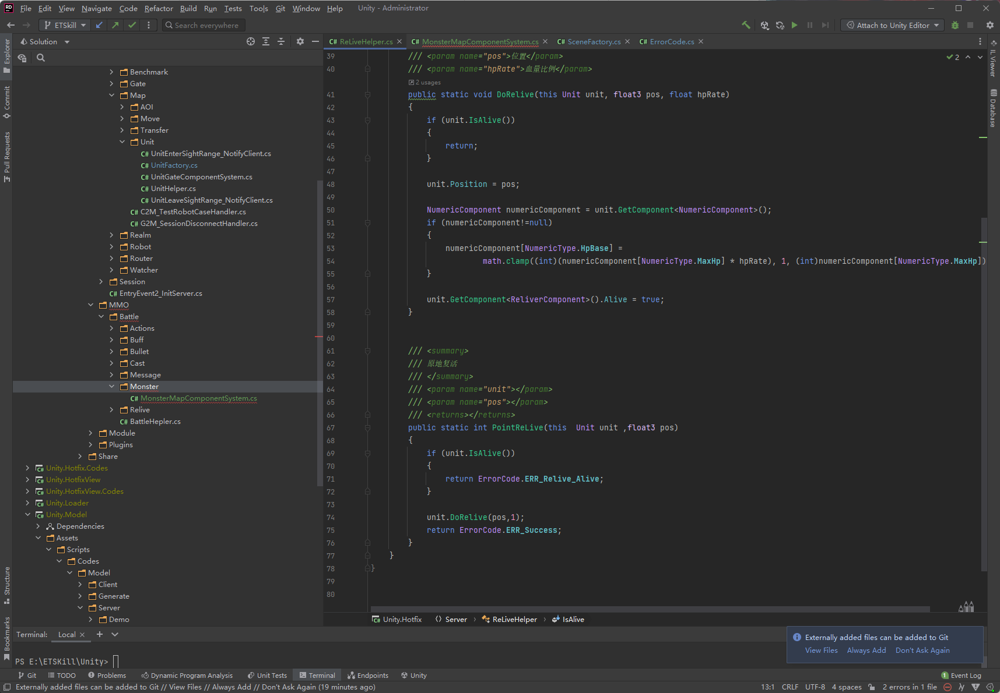 RD File Edit View Navigate Code Refactor Build Run Tests Tools Git Window Help Unity - Administrator
ETSkill Search everywhere Attach to Unity Editor
Solution
ReLiveHelper.cs MonsterMapComponentSystem.cs SceneFactory.cs ErrorCode.cs
Explorer
Commit
Pull Requests
Structure
Bookmarks
IL Viewer
Database
Benchmark
Gate
Map
AOI
Move
Transfer
Unit
C# UnitEnterSightRange_NotifyClient.cs
C# UnitFactory.cs
C# UnitGateComponentSystem.cs
C# UnitHelper.cs
C# UnitLeaveSightRange_NotifyClient.cs
C# C2M_TestRobotCaseHandler.cs
C# G2M_SessionDisconnectHandler.cs
Realm
Robot
Router
Watcher
Session
C# EntryEvent2_InitServer.cs
MMO
Battle
Actions
Buff
Bullet
Cast
Message
Monster
C# MonsterMapComponentSystem.cs
Relive
C# BattleHepler.cs
Module
Plugins
Share
Unity.Hotfix.Codes
Unity.HotfixView
Unity.HotfixView.Codes
Unity.Loader
Unity.Model
Dependencies
Assets
Scripts
Codes
Model
Client
Generate
Server
Demo
2
39 /// <param name="pos">位置</param>
40 /// <param name="hpRate">血量比例</param>
2 usages
41 public static void DoRelive(this Unit unit, float3 pos, float hpRate)
42 {
43 if (unit.IsAlive())
44 {
45 return;
46 }
47
48 unit.Position = pos;
49
50 NumericComponent numericComponent = unit.GetComponent<NumericComponent>();
51 if (numericComponent!=null)
52 {
53 numericComponent[NumericType.HpBase] =
54 math.clamp((int)(numericComponent[NumericType.MaxHp] * hpRate), 1, (int)numericComponent[NumericType.MaxHp])
55 }
56
57 unit.GetComponent<ReliverComponent>().Alive = true;
58 }
59
60
61 /// <summary>
62 /// 原地复活
63 /// </summary>
64 /// <param name="unit"></param>
65 /// <param name="pos"></param>
66 /// <returns></returns>
67 public static int PointReLive(this  Unit unit ,float3 pos)
68 {
69 if (unit.IsAlive())
70 {
71 return ErrorCode.ERR_Relive_Alive;
72 }
73
74 unit.DoRelive(pos,1);
75 return ErrorCode.ERR_Success;
76 }
77 }
78 }
79
80
Unity.Hotfix Server ReLiveHelper IsAlive
Terminal: Local
Externally added files can be added to Git
View Files Always Add Don't Ask Again
PS E:\ETSKill\Unity>
Git TODO Problems Dynamic Program Analysis Unit Tests Terminal Endpoints Unity 1 Event Log
Externally added files can be added to Git // View Files // Always Add // Don't Ask Again (19 minutes ago) 13:1 CRLF UTF-8 4 spaces 2 errors in 1 file